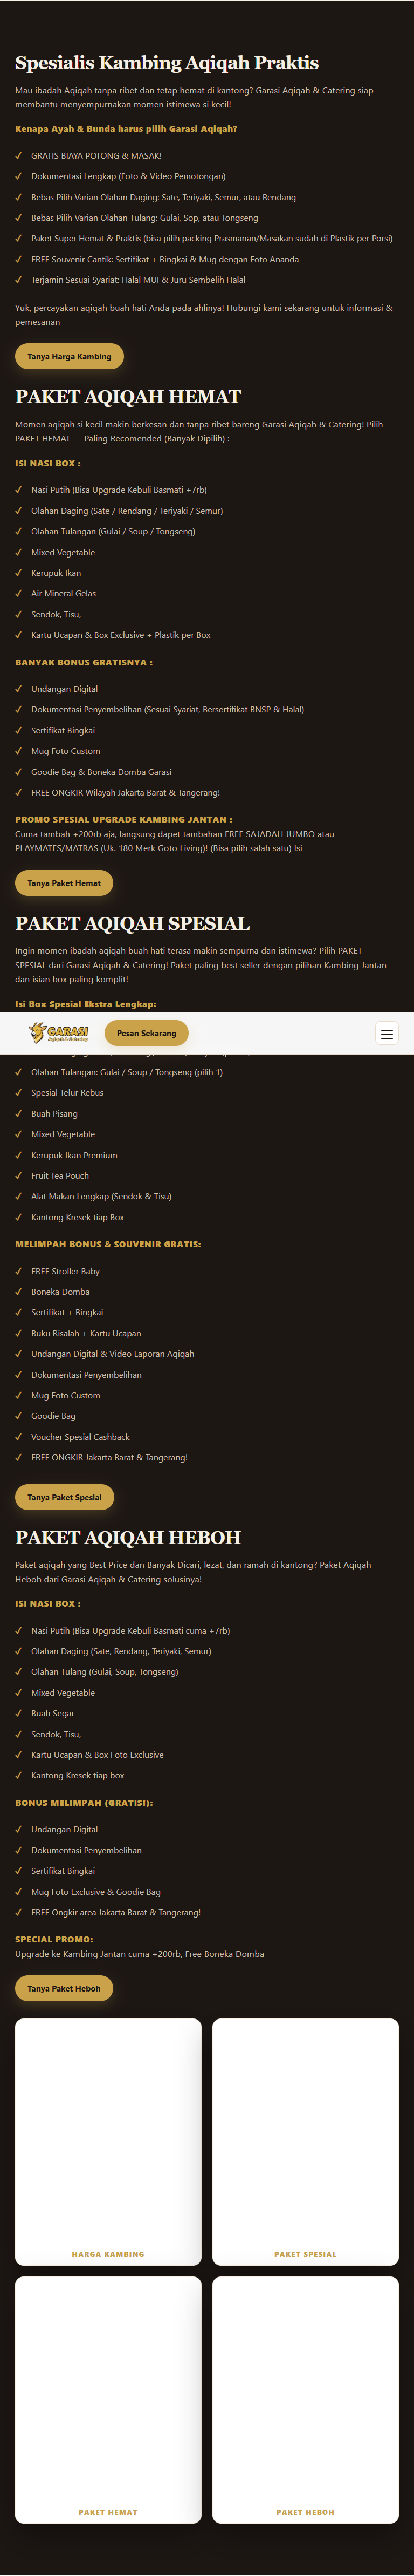 Spesialis Kambing Aqiqah Praktis
Mau ibadah Aqiqah tanpa ribet dan tetap hemat di kantong? Garasi Aqiqah & Catering siap
membantu menyempurnakan momen istimewa si kecil!
Kenapa Ayah & Bunda harus pilih Garasi Aqiqah?
✓ GRATIS BIAYA POTONG & MASAK!
✓ Dokumentasi Lengkap (Foto & Video Pemotongan)
✓ Bebas Pilih Varian Olahan Daging: Sate, Teriyaki, Semur, atau Rendang
✓ Bebas Pilih Varian Olahan Tulang: Gulai, Sop, atau Tongseng
✓ Paket Super Hemat & Praktis (bisa pilih packing Prasmanan/Masakan sudah di Plastik per Porsi)
✓ FREE Souvenir Cantik: Sertifikat + Bingkai & Mug dengan Foto Ananda
✓ Terjamin Sesuai Syariat: Halal MUI & Juru Sembelih Halal
Yuk, percayakan aqiqah buah hati Anda pada ahlinya! Hubungi kami sekarang untuk informasi &
pemesanan
Tanya Harga Kambing
PAKET AQIQAH HEMAT
Momen aqiqah si kecil makin berkesan dan tanpa ribet bareng Garasi Aqiqah & Catering! Pilih
PAKET HEMAT — Paling Recommended (Banyak Dipilih) :
ISI NASI BOX :
✓ Nasi Putih (Bisa Upgrade Kebuli Basmati +7rb)
✓ Olahan Daging (Sate / Rendang / Teriyaki / Semur)
✓ Olahan Tulangan (Gulai / Soup / Tongseng)
✓ Mixed Vegetable
✓ Kerupuk Ikan
✓ Air Mineral Gelas
✓ Sendok, Tisu,
✓ Kartu Ucapan & Box Exclusive + Plastik per Box
BANYAK BONUS GRATISNYA :
✓ Undangan Digital
✓ Dokumentasi Penyembelihan (Sesuai Syariat, Bersertifikat BNSP & Halal)
✓ Sertifikat Bingkai
✓ Mug Foto Custom
✓ Goodie Bag & Boneka Domba Garasi
✓ FREE ONGKIR Wilayah Jakarta Barat & Tangerang!
PROMO SPESIAL UPGRADE KAMBING JANTAN :
Cuma tambah +200rb aja, langsung dapet tambahan FREE SAJADAH JUMBO atau
PLAYMATES/MATRAS (Uk. 180 Merk Goto Living)! (Bisa pilih salah satu) Isi
Tanya Paket Hemat
PAKET AQIQAH SPESIAL
Ingin momen ibadah aqiqah buah hati terasa makin sempurna dan istimewa? Pilih PAKET
SPESIAL dari Garasi Aqiqah & Catering! Paket paling best seller dengan pilihan Kambing Jantan
dan isian box paling komplit!
Isi Box Spesial Ekstra Lengkap:
GARASI
Aqiqah & Catering
Pesan Sekarang
✓ Olahan Tulangan: Gulai / Soup / Tongseng (pilih 1)
✓ Spesial Telur Rebus
✓ Buah Pisang
✓ Mixed Vegetable
✓ Kerupuk Ikan Premium
✓ Fruit Tea Pouch
✓ Alat Makan Lengkap (Sendok & Tisu)
✓ Kantong Kresek tiap Box
MELIMPAH BONUS & SOUVENIR GRATIS:
✓ FREE Stroller Baby
✓ Boneka Domba
✓ Sertifikat + Bingkai
✓ Buku Risalah + Kartu Ucapan
✓ Undangan Digital & Video Laporan Aqiqah
✓ Dokumentasi Penyembelihan
✓ Mug Foto Custom
✓ Goodie Bag
✓ Voucher Spesial Cashback
✓ FREE ONGKIR Jakarta Barat & Tangerang!
Tanya Paket Spesial
PAKET AQIQAH HEBOH
Paket aqiqah yang Best Price dan Banyak Dicari, lezat, dan ramah di kantong? Paket Aqiqah
Heboh dari Garasi Aqiqah & Catering solusinya!
ISI NASI BOX :
✓ Nasi Putih (Bisa Upgrade Kebuli Basmati cuma +7rb)
✓ Olahan Daging (Sate, Rendang, Teriyaki, Semur)
✓ Olahan Tulang (Gulai, Soup, Tongseng)
✓ Mixed Vegetable
✓ Buah Segar
✓ Sendok, Tisu,
✓ Kartu Ucapan & Box Foto Exclusive
✓ Kantong Kresek tiap box
BONUS MELIMPAH (GRATIS!):
✓ Undangan Digital
✓ Dokumentasi Penyembelihan
✓ Sertifikat Bingkai
✓ Mug Foto Exclusive & Goodie Bag
✓ FREE Ongkir area Jakarta Barat & Tangerang!
SPECIAL PROMO:
Upgrade ke Kambing Jantan cuma +200rb, Free Boneka Domba
Tanya Paket Heboh
HARGA KAMBING
PAKET SPESIAL
PAKET HEMAT
PAKET HEBOH